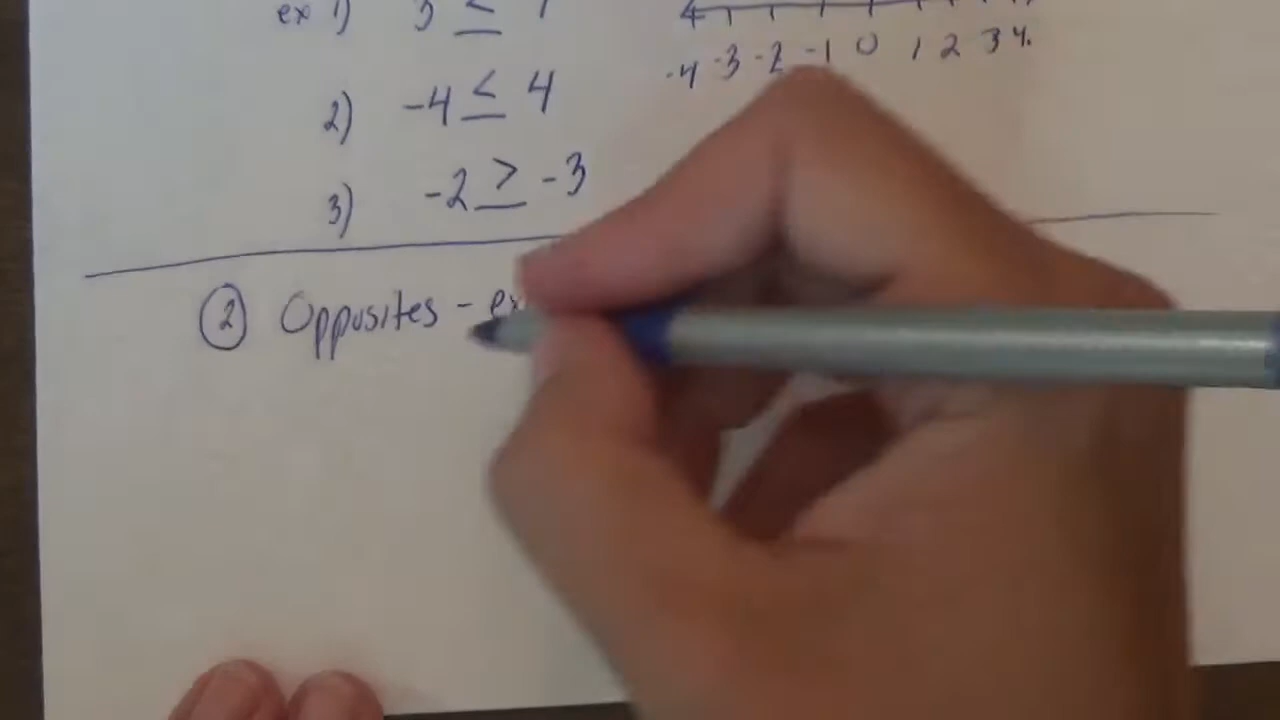 ex 1)
-4 -3 -2 -1 0 1 2 3 4.
2) -4 < 4
3) -2 > -3
② Opposites - ex